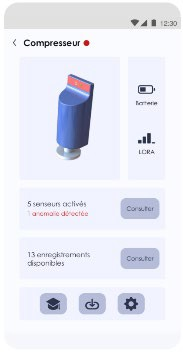 12:30
Compresseur
Batterie
LORA
5 senseurs activés
1 anomalie détectée
Consulter
13 enregistrements
disponibles
Consulter